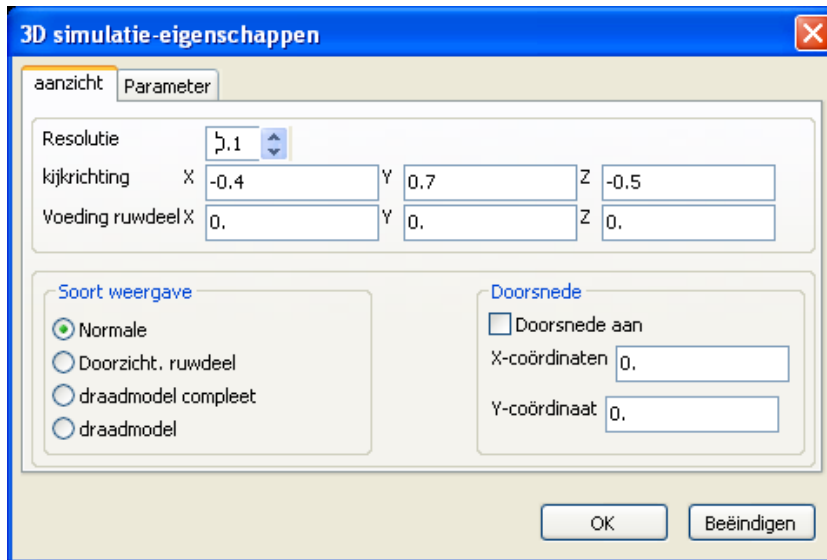 3D simulatie-eigenschappen
aanzicht Parameter
Resolutie 0.1
kijkrichting X -0.4 Y 0.7 Z -0.5
Voeding ruwdeel X 0. Y 0. Z 0.
Soort weergave
Normale
Doorzicht. ruwdeel
draadmodel compleet
draadmodel
Doorsnede
Doorsnede aan
X-coördinaten 0.
Y-coördinaat 0.
OK Beëindigen